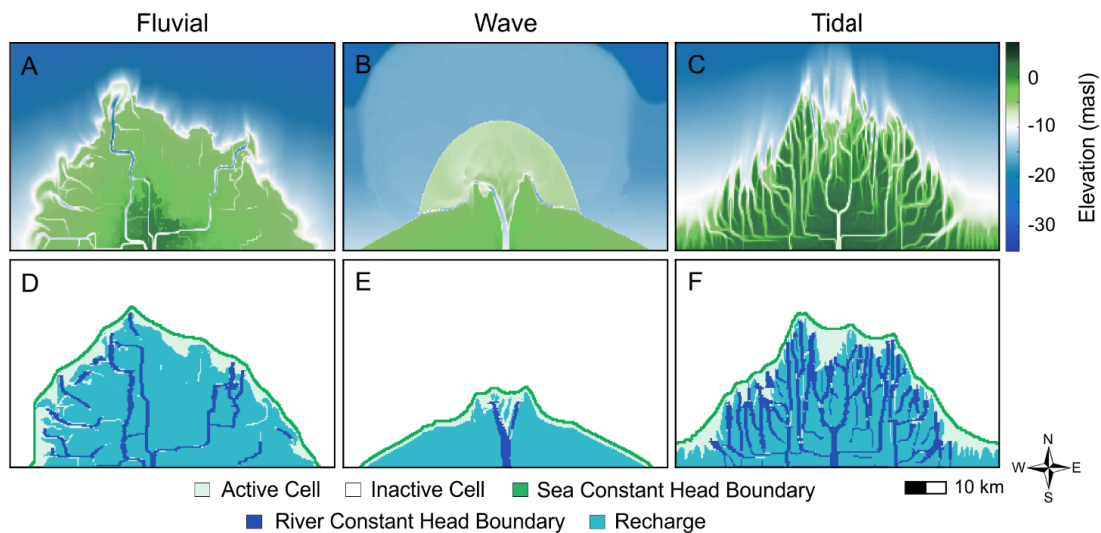 Fluvial Wave Tidal
A B C
0
-10
-20
-30
Elevation (masl)
D E F
N
W E
S
Active Cell Inactive Cell Sea Constant Head Boundary 10 km
River Constant Head Boundary Recharge